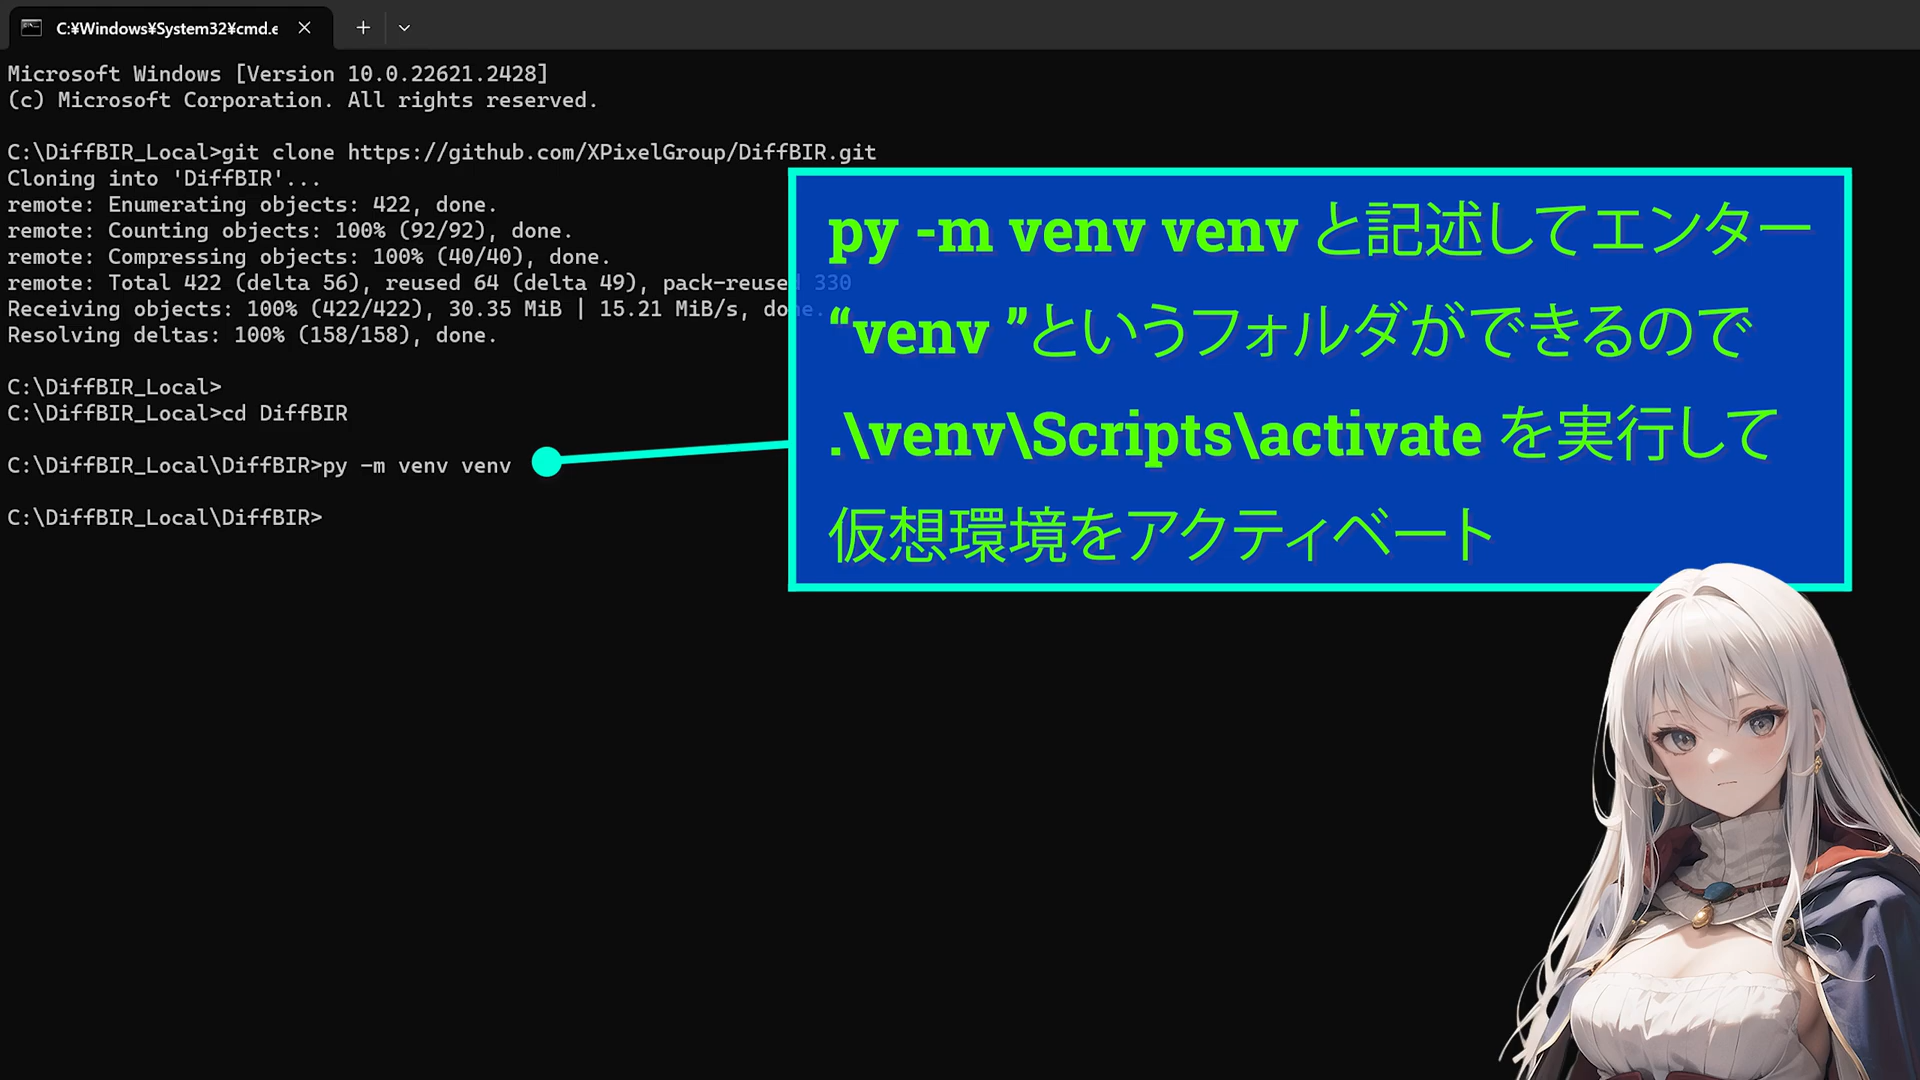 C:¥Windows¥System32¥cmd.e
Microsoft Windows [Version 10.0.22621.2428]
(c) Microsoft Corporation. All rights reserved.
C:\DiffBIR_Local>git clone https://github.com/XPixelGroup/DiffBIR.git
Cloning into 'DiffBIR'...
remote: Enumerating objects: 422, done.
remote: Counting objects: 100% (92/92), done.
remote: Compressing objects: 100% (40/40), done.
remote: Total 422 (delta 56), reused 64 (delta 49), pack-reused 330
Receiving objects: 100% (422/422), 30.35 MiB | 15.21 MiB/s, done.
Resolving deltas: 100% (158/158), done.
C:\DiffBIR_Local>
C:\DiffBIR_Local>cd DiffBIR
C:\DiffBIR_Local\DiffBIR>py -m venv venv
C:\DiffBIR_Local\DiffBIR>
py -m venv venv と記述してエンター
“venv ”というフォルダができるので
.\venv\Scripts\activate を実行して
仮想環境をアクティベート